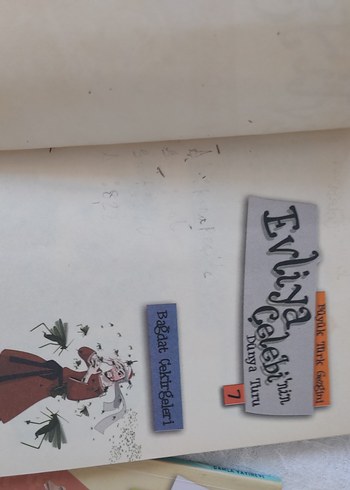 Büyük Türk Gezgini
Evliya
Çelebi'nin
Dünya Turu
7
Bağdat Çekirgeleri